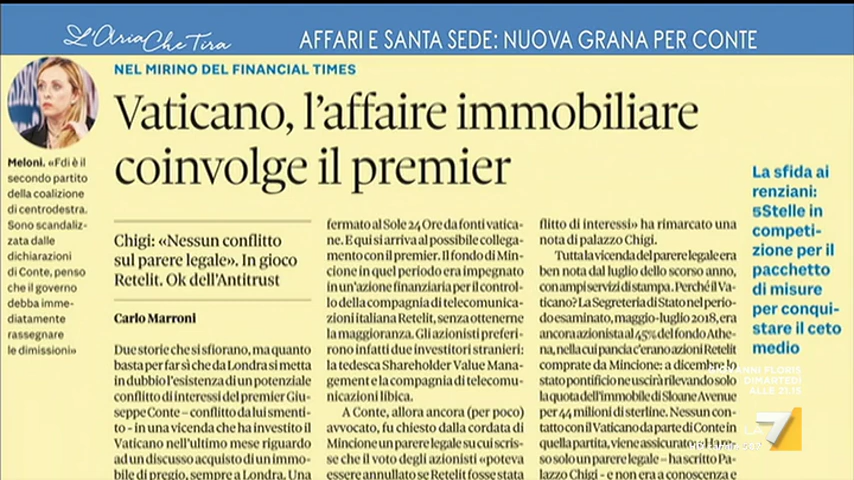 L'Aria Che Tira
AFFARI E SANTA SEDE: NUOVA GRANA PER CONTE
NEL MIRINO DEL FINANCIAL TIMES
Vaticano, l'affaire immobiliare
coinvolge il premier
Meloni. «FdI è il
secondo partito
della coalizione
di centrodestra.
Sono scandaliz-
zata dalle
dichiarazioni
di Conte, penso
che il governo
debba imme-
diatamente
rassegnare
le dimissioni»
Chigi: «Nessun conflitto
sul parere legale». In gioco
Retelit. Ok dell'Antitrust
Carlo Marroni
Due storie che si sfiorano, ma quanto
basta per far sì che da Londra si metta
in dubbio l'esistenza di un potenziale
conflitto di interessi del premier Giu-
seppe Conte – conflitto da lui smenti-
to – in una vicenda che ha investito il
Vaticano nell'ultimo mese riguardo
ad un discusso acquisto di un immo-
bile di pregio, sempre a Londra. Una
fermato al Sole 24 Ore da fonti vatica-
ne. E qui si arriva al possibile collega-
mento con il premier. Il fondo di Min-
cione in quel periodo era impegnato
in un'azione finanziaria per il control-
lo della compagnia di telecomunica-
zioni italiana Retelit, senza ottenerne
la maggioranza. Gli azionisti preferi-
rono infatti due investitori stranieri:
la tedesca Shareholder Value Man-
agement e la compagnia di telecomu-
nicazioni libica.
A Conte, allora ancora (per poco)
avvocato, fu chiesto dalla cordata di
Mincione un parere legale su cui scris-
se che il voto degli azionisti «poteva
essere annullato se Retelit fosse stata
flitto di interessi» ha rimarcato una
nota di palazzo Chigi.
Tutta la vicenda del parere legale era
ben nota dal luglio dello scorso anno,
con ampi servizi di stampa. Perché il Va-
ticano? La Segreteria di Stato nel perio-
do esaminato, maggio-luglio 2018, era
ancora azionista al 45% del fondo Athe-
na, nella cui pancia c'erano azioni Retelit
comprate da Mincione: a dicembre lo
stato pontificio ne uscirà rilevando solo
la quota dell'immobile di Sloane Avenue
per 44 milioni di sterline. Nessun con-
tatto con il Vaticano da parte di Conte in
quella partita, viene assicurato.
so solo un parere legale – ha scritto Pa-
lazzo Chigi – e non era a conoscenza e
La sfida ai
renziani:
5Stelle in
competi-
zione per il
pacchetto
di misure
per conqui-
stare il ceto
medio
GIOVANNI FLORIS
DIMARTEDÌ
ALLE 21.15
LA 7